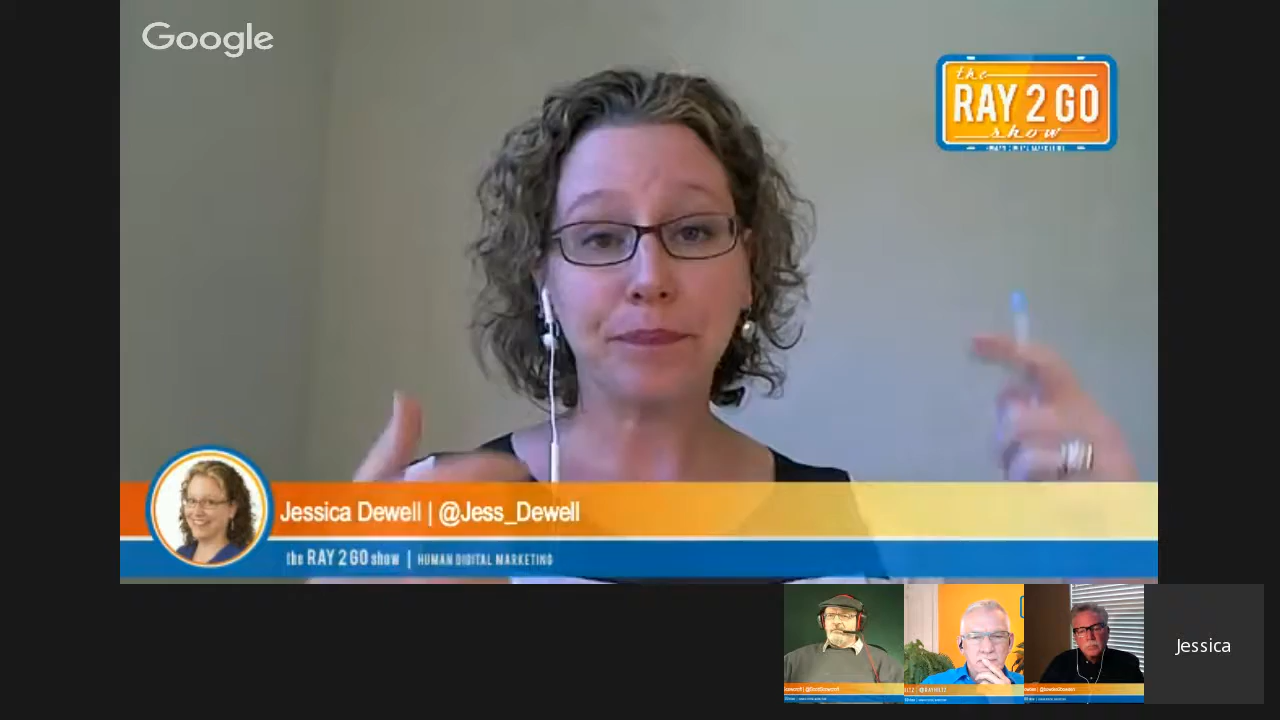 Google
the
RAY 2 GO
show
Jessica Dewell | @Jess_Dewell
the RAY 2 GO show | HUMAN DIGITAL MARKETING
Jessica